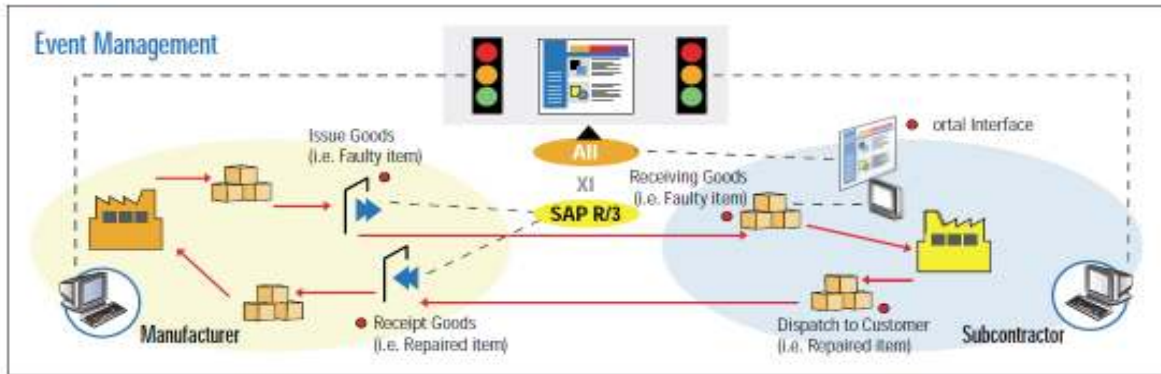 Event Management
Issue Goods
(i.e. Faulty item)
ortal Interface
All
XI
Receiving Goods
(i.e. Faulty item)
SAP R/3
Manufacturer
Receipt Goods
(i.e. Repaired item)
Dispatch to Customer
(i.e. Repaired item)
Subcontractor